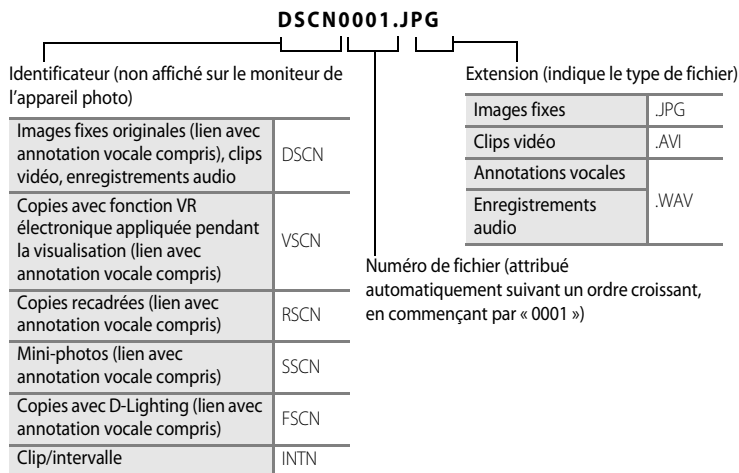 DSCN0001.JPG
Identificateur (non affiché sur le moniteur de
l'appareil photo)
Images fixes originales (lien avec
annotation vocale compris), clips
vidéo, enregistrements audio
DSCN
Copies avec fonction VR
électronique appliquée pendant
la visualisation (lien avec
annotation vocale compris)
VSCN
Copies recadrées (lien avec
annotation vocale compris)
RSCN
Mini-photos (lien avec
annotation vocale compris)
SSCN
Copies avec D-Lighting (lien avec
annotation vocale compris)
FSCN
Clip/intervalle
INTN
Extension (indique le type de fichier)
Images fixes
.JPG
Clips vidéo
.AVI
Annotations vocales
Enregistrements
audio
.WAV
Numéro de fichier (attribué
automatiquement suivant un ordre croissant,
en commençant par « 0001 »)